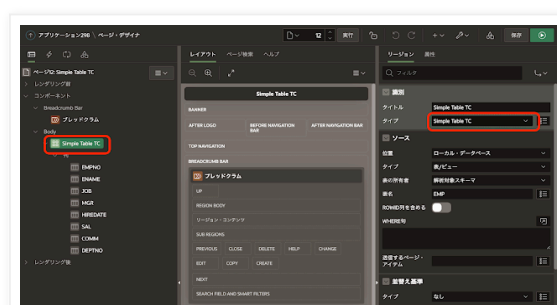 アプリケーション296 \ ページ・デザイナ
12
実行
保存
レイアウト ページ検索 ヘルプ
リージョン 属性
フィルタ
ページ12: Simple Table TC
レンダリング前
コンポーネント
Breadcrumb Bar
ブレッドクラム
Body
Simple Table TC
列
EMPNO
ENAME
JOB
MGR
HIREDATE
SAL
COMM
DEPTNO
レンダリング後
Simple Table TC
BANNER
AFTER LOGO
BEFORE NAVIGATION BAR
AFTER NAVIGATION BAR
TOP NAVIGATION
BREADCRUMB BAR
ブレッドクラム
UP
REGION BODY
リージョン・コンテンツ
SUB REGIONS
PREVIOUS CLOSE DELETE HELP CHANGE
EDIT COPY CREATE
NEXT
SEARCH FIELD AND SMART FILTERS
識別
タイトル Simple Table TC
タイプ Simple Table TC
ソース
位置 ローカル・データベース
タイプ 表/ビュー
表の所有者 解析対象スキーマ
表名 EMP
ROWID列を含める
WHERE句
送信するページ・アイテム
並替え基準
タイプ なし